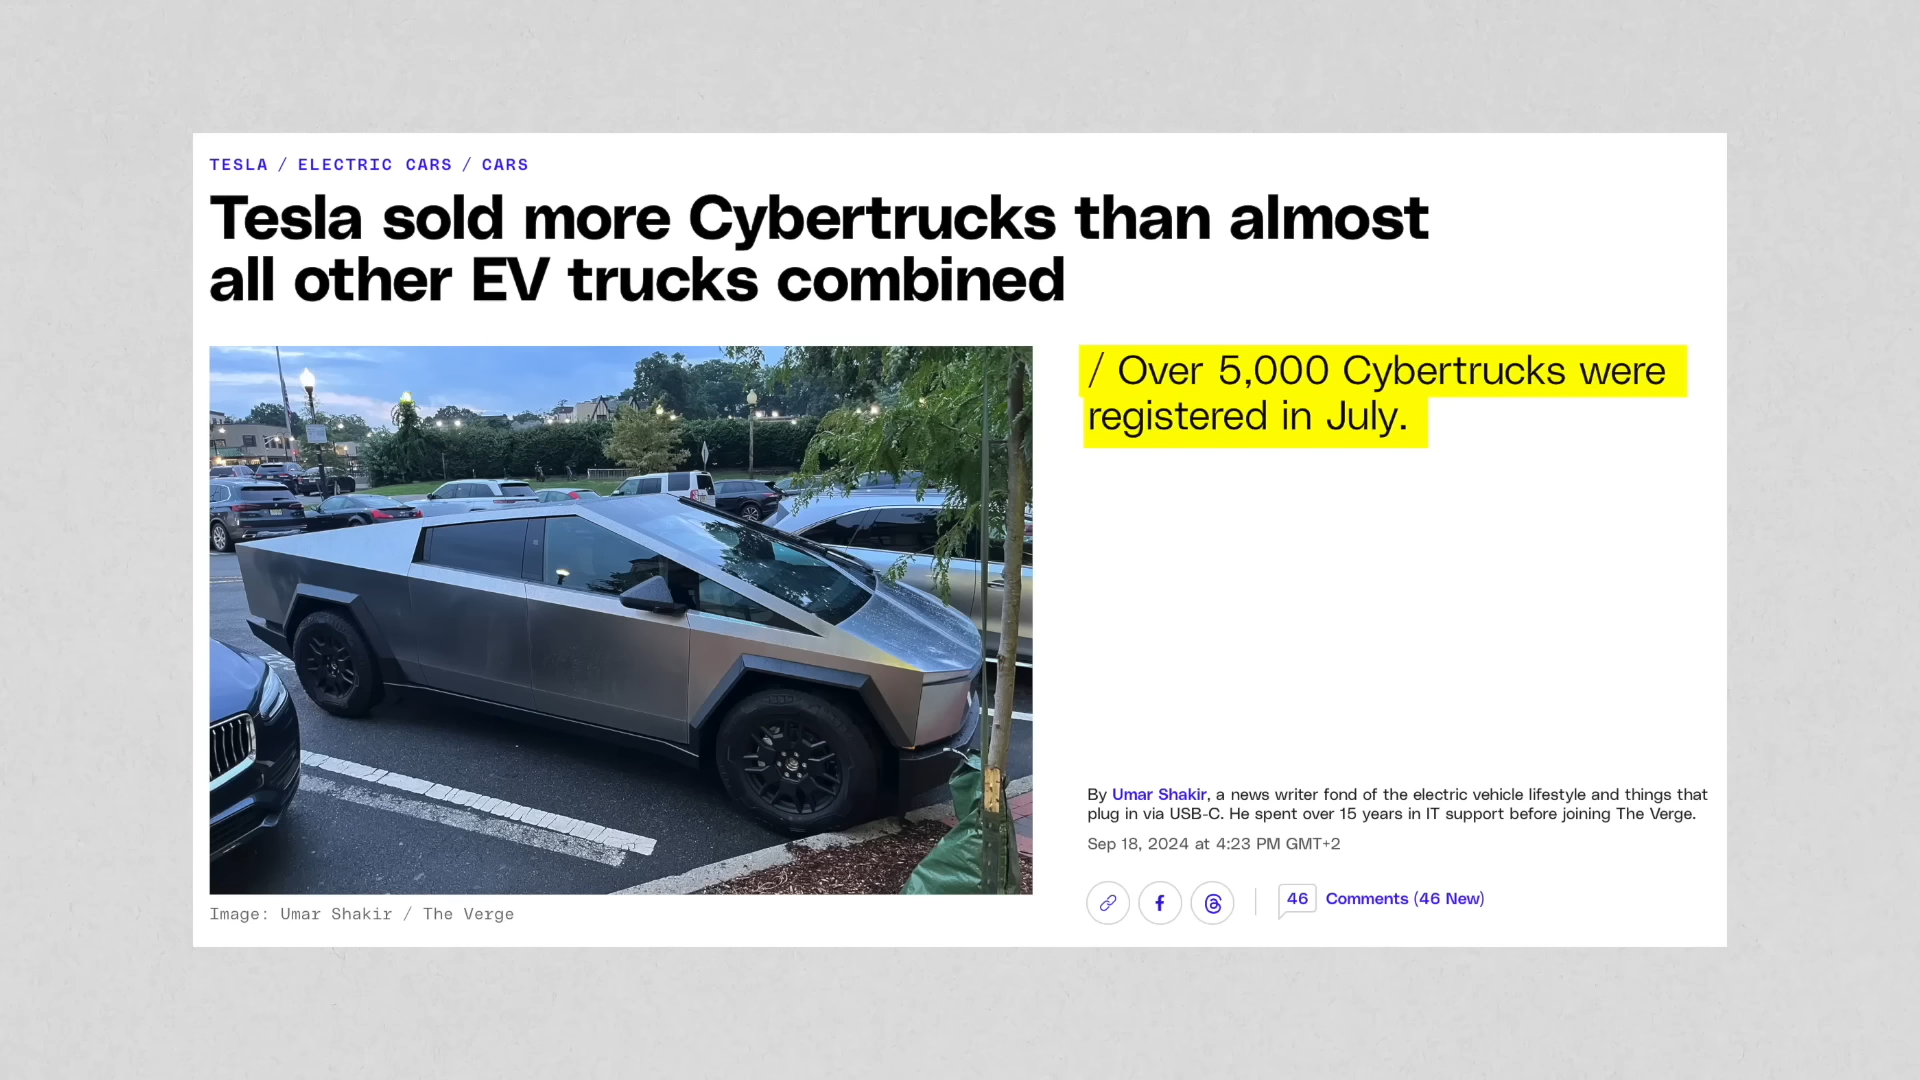 TESLA / ELECTRIC CARS / CARS
Tesla sold more Cybertrucks than almost
all other EV trucks combined
/ Over 5,000 Cybertrucks were
registered in July.
By Umar Shakir, a news writer fond of the electric vehicle lifestyle and things that
plug in via USB-C. He spent over 15 years in IT support before joining The Verge.
Sep 18, 2024 at 4:23 PM GMT+2
46 Comments (46 New)
Image: Umar Shakir / The Verge